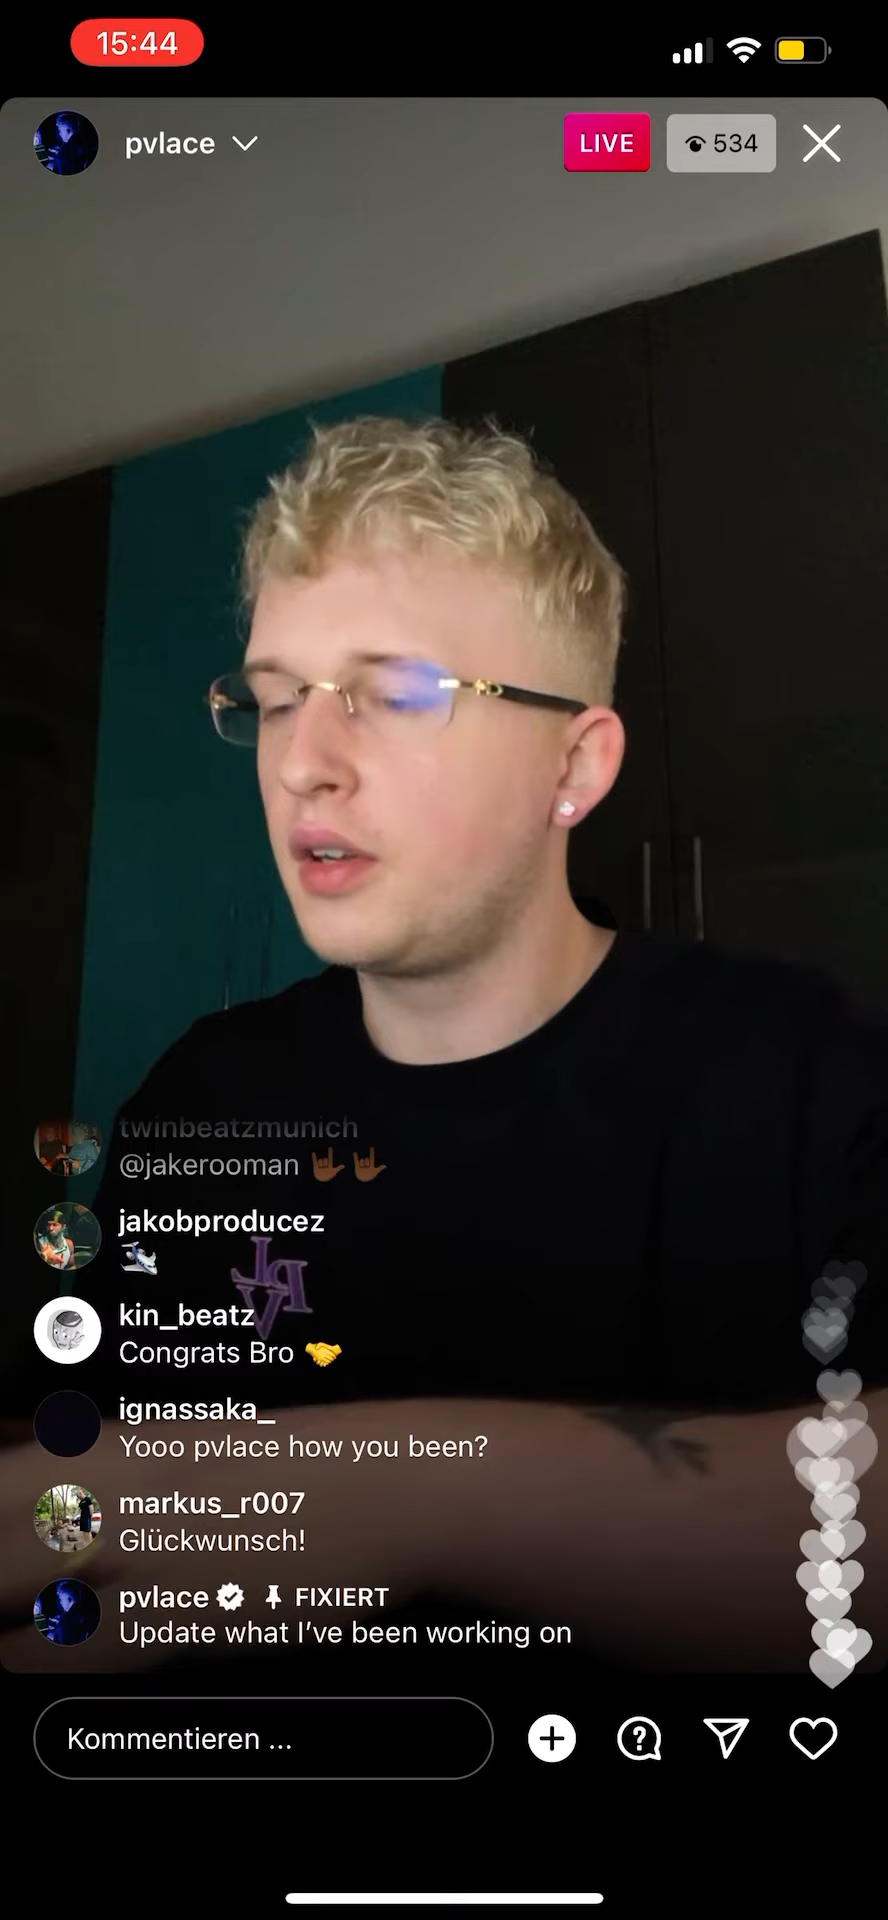 15:44
pvlace
LIVE
534
twinbeatzmunich
@jakerooman 🤟🏾🤟🏾
jakobproducez
🛩️
kin_beatz
Congrats Bro 🤝
ignassaka_
Yooo pvlace how you been?
markus_r007
Glückwunsch!
pvlace FIXIERT
Update what I’ve been working on
Kommentieren ...